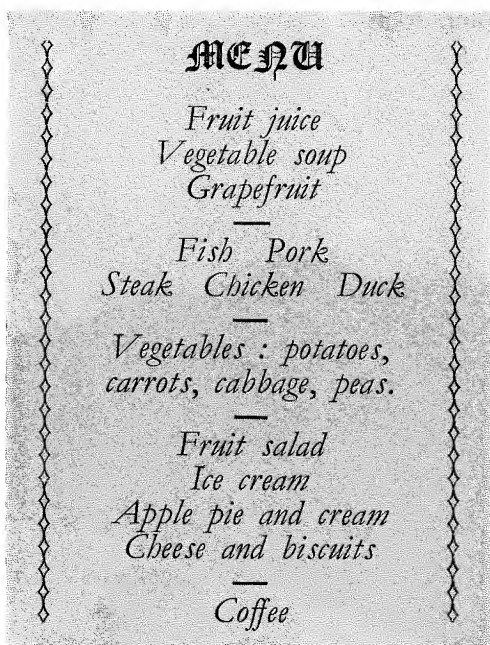 MENU
Fruit juice
Vegetable soup
Grapefruit
Fish Pork
Steak Chicken Duck
Vegetables : potatoes,
carrots, cabbage, peas.
Fruit salad
Ice cream
Apple pie and cream
Cheese and biscuits
Coffee